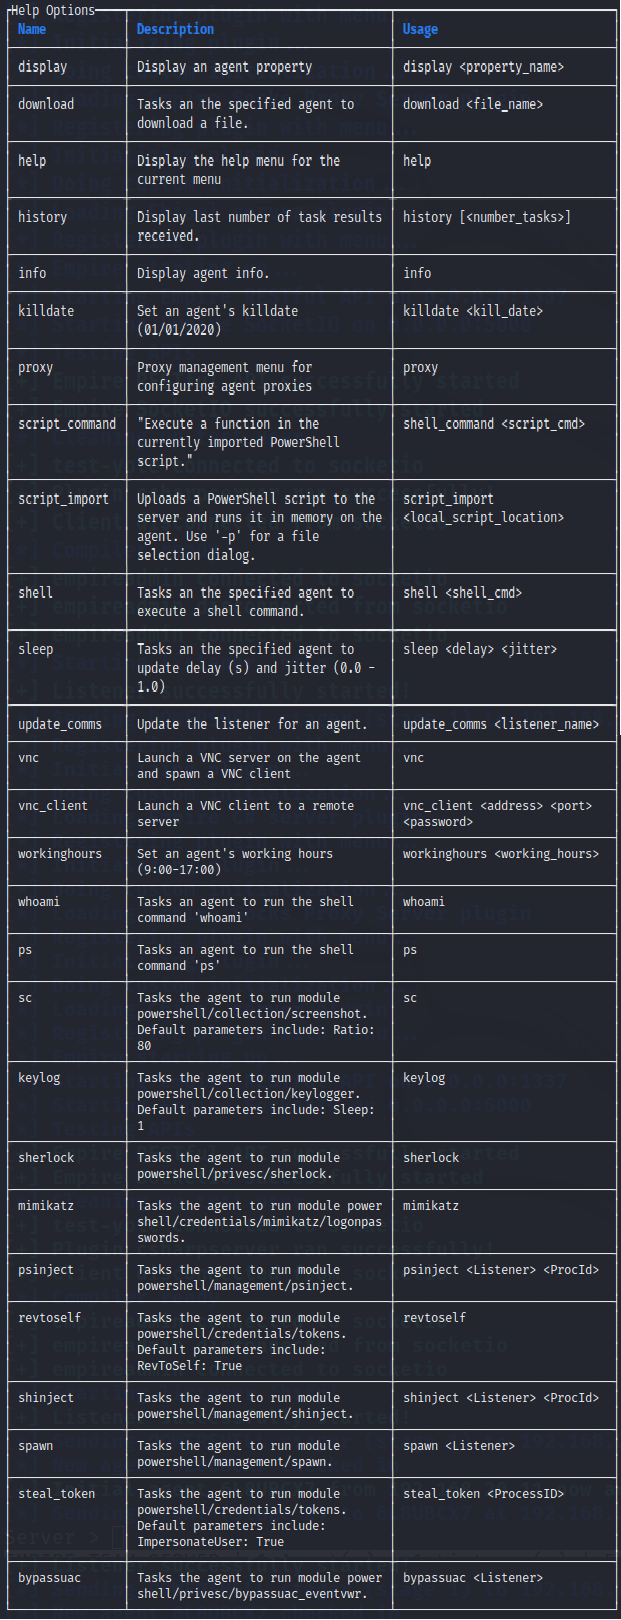 Help Options
Name Description Usage
display Display an agent property display <property_name>
download Tasks an the specified agent to download <file_name>
download a file.
help Display the help menu for the help
current menu
history Display last number of task results history [<number_tasks>]
received.
info Display agent info. info
killdate Set an agent's killdate killdate <kill_date>
(01/01/2020)
proxy Proxy management menu for proxy
configuring agent proxies
script_command "Execute a function in the shell_command <script_cmd>
currently imported PowerShell
script."
script_import Uploads a PowerShell script to the script_import
server and runs it in memory on the <local_script_location>
agent. Use '-p' for a file
selection dialog.
shell Tasks an the specified agent to shell <shell_cmd>
execute a shell command.
sleep Tasks an the specified agent to sleep <delay> <jitter>
update delay (s) and jitter (0.0 -
1.0)
update_comms Update the listener for an agent. update_comms <listener_name>
vnc Launch a VNC server on the agent vnc
and spawn a VNC client
vnc_client Launch a VNC client to a remote vnc_client <address> <port>
server <password>
workinghours Set an agent's working hours workinghours <working_hours>
(9:00-17:00)
whoami Tasks an agent to run the shell whoami
command 'whoami'
ps Tasks an agent to run the shell ps
command 'ps'
sc Tasks the agent to run module sc
powershell/collection/screenshot.
Default parameters include: Ratio:
80
keylog Tasks the agent to run module keylog
powershell/collection/keylogger.
Default parameters include: Sleep:
1
sherlock Tasks the agent to run module sherlock
powershell/privesc/sherlock.
mimikatz Tasks the agent to run module power mimikatz
shell/credentials/mimikatz/logonpas
swords.
psinject Tasks the agent to run module psinject <Listener> <ProcId>
powershell/management/psinject.
revtoself Tasks the agent to run module revtoself
powershell/credentials/tokens.
Default parameters include:
RevToSelf: True
shinject Tasks the agent to run module shinject <Listener> <ProcId>
powershell/management/shinject.
spawn Tasks the agent to run module spawn <Listener>
powershell/management/spawn.
steal_token Tasks the agent to run module steal_token <ProcessID>
powershell/credentials/tokens.
Default parameters include:
ImpersonateUser: True
bypassuac Tasks the agent to run module power bypassuac <Listener>
shell/privesc/bypassuac_eventvwr.